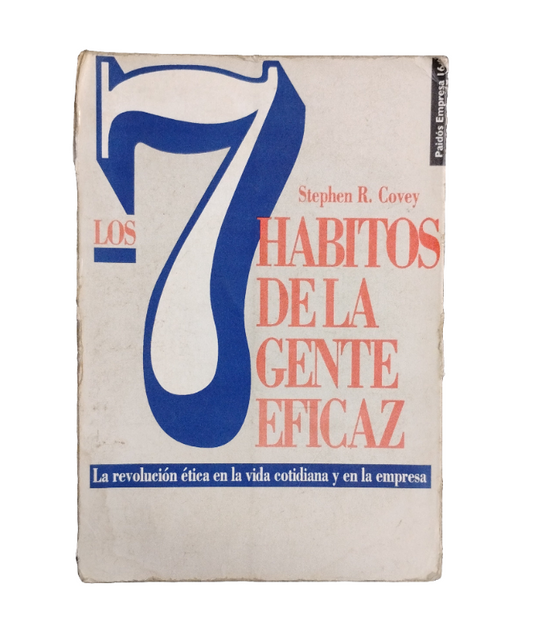 Paidós Empresa 16
Stephen R. Covey
LOS
7
HABITOS
DE LA
GENTE
EFICAZ
La revolución ética en la vida cotidiana y en la empresa